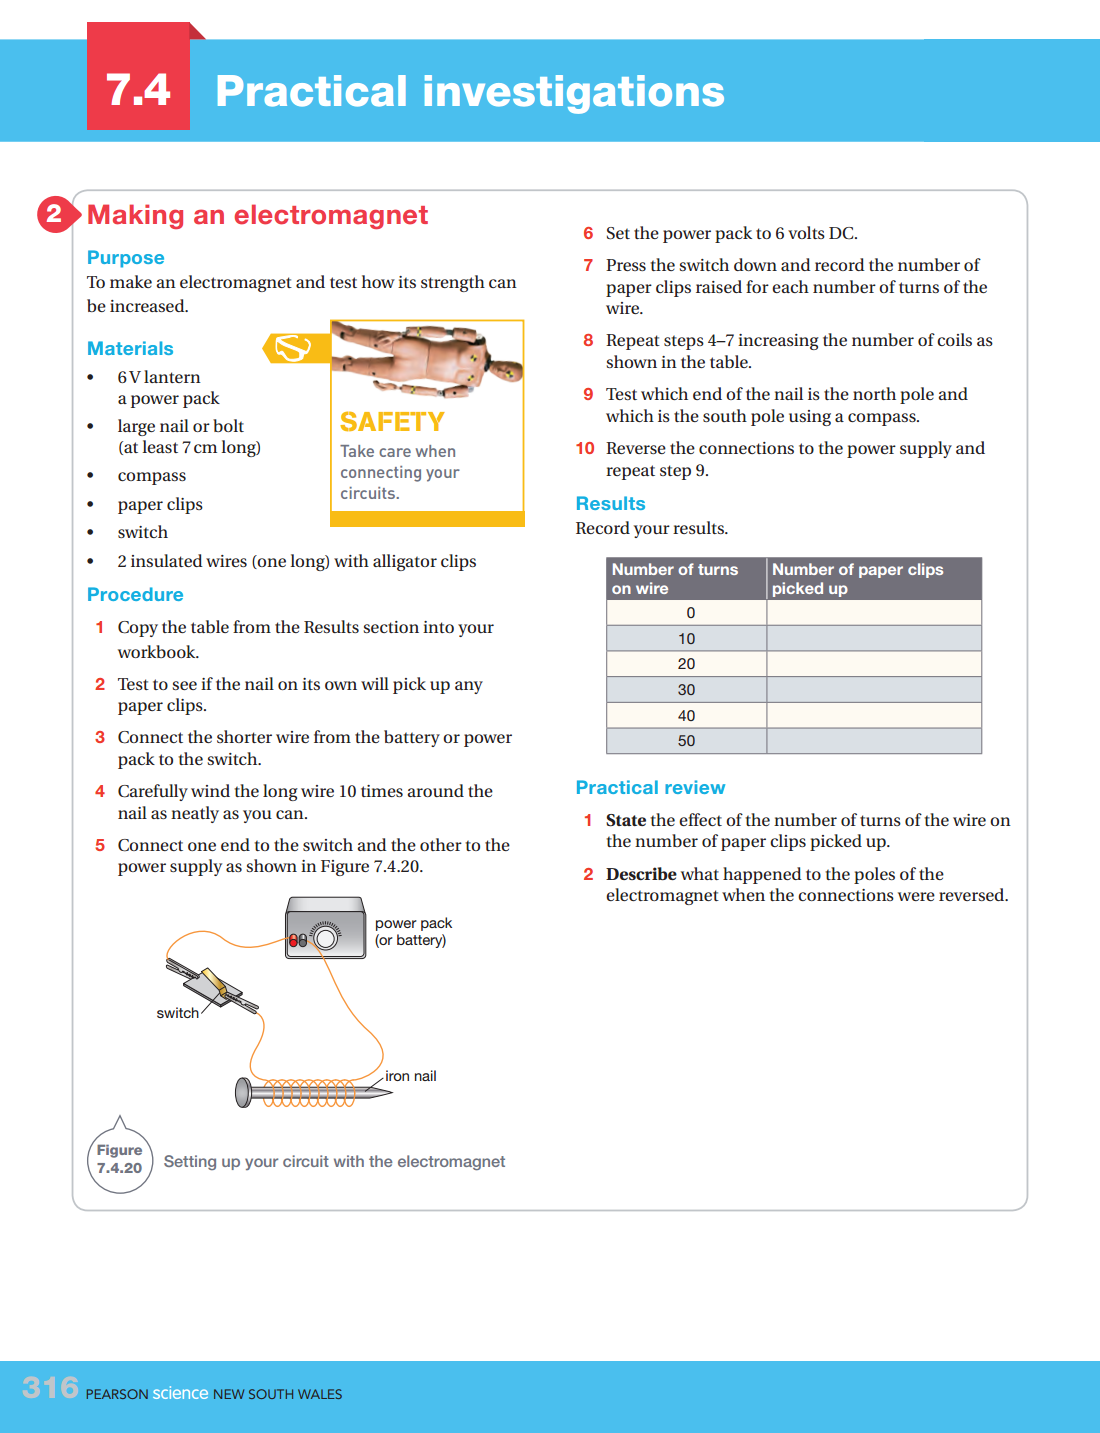 7.4 Practical investigations
2 Making an electromagnet
Purpose
To make an electromagnet and test how its strength can
be increased.
Materials
• 6 V lantern
a power pack
• large nail or bolt
(at least 7 cm long)
• compass
• paper clips
• switch
• 2 insulated wires (one long) with alligator clips
SAFETY
Take care when
connecting your
circuits.
Procedure
1 Copy the table from the Results section into your
workbook.
2 Test to see if the nail on its own will pick up any
paper clips.
3 Connect the shorter wire from the battery or power
pack to the switch.
4 Carefully wind the long wire 10 times around the
nail as neatly as you can.
5 Connect one end to the switch and the other to the
power supply as shown in Figure 7.4.20.
power pack
(or battery)
switch
iron nail
Figure
7.4.20
Setting up your circuit with the electromagnet
6 Set the power pack to 6 volts DC.
7 Press the switch down and record the number of
paper clips raised for each number of turns of the
wire.
8 Repeat steps 4–7 increasing the number of coils as
shown in the table.
9 Test which end of the nail is the north pole and
which is the south pole using a compass.
10 Reverse the connections to the power supply and
repeat step 9.
Results
Record your results.
Number of turns
on wire
Number of paper clips
picked up
0
10
20
30
40
50
Practical review
1 State the effect of the number of turns of the wire on
the number of paper clips picked up.
2 Describe what happened to the poles of the
electromagnet when the connections were reversed.
316 PEARSON science NEW SOUTH WALES